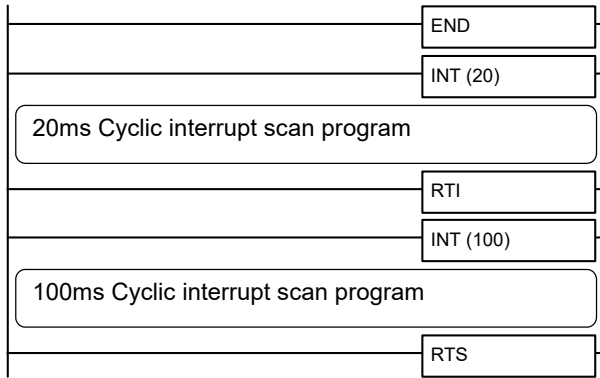 END
INT (20)
20ms Cyclic interrupt scan program
RTI
INT (100)
100ms Cyclic interrupt scan program
RTS